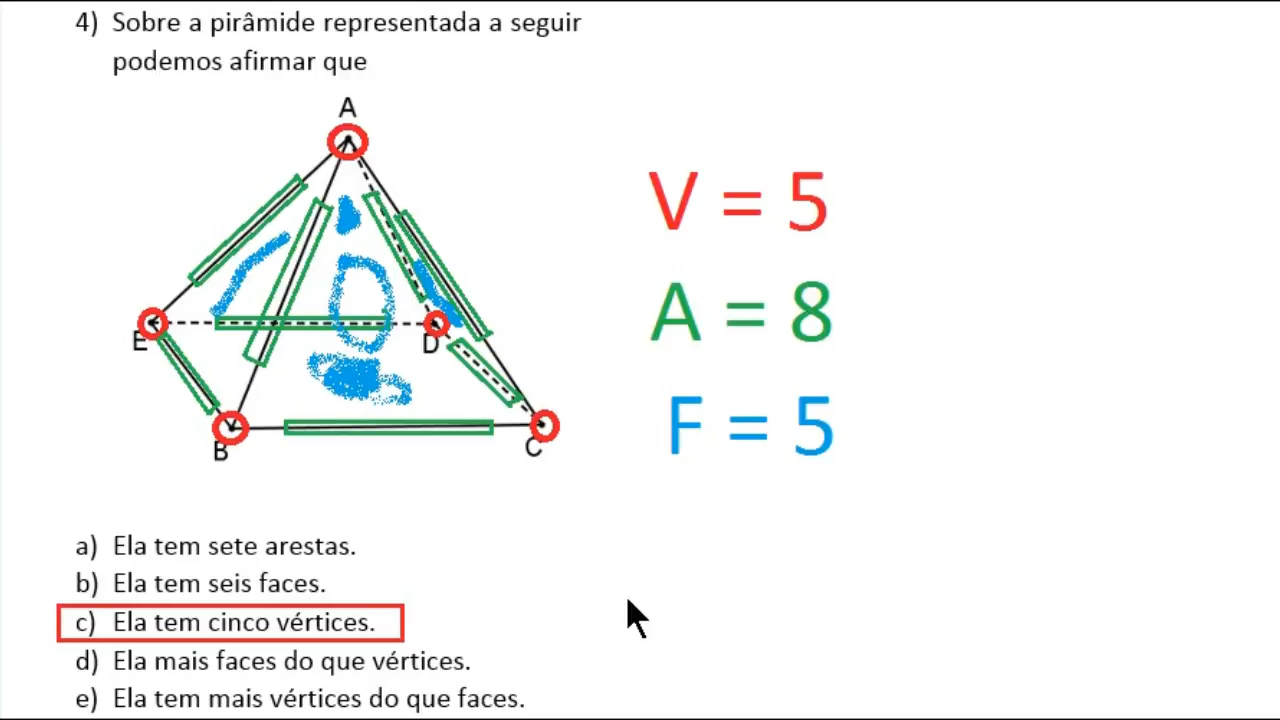 4) Sobre a pirâmide representada a seguir
podemos afirmar que
A
V = 5
A = 8
E
D
F = 5
B
C
a) Ela tem sete arestas.
b) Ela tem seis faces.
c) Ela tem cinco vértices.
d) Ela mais faces do que vértices.
e) Ela tem mais vértices do que faces.